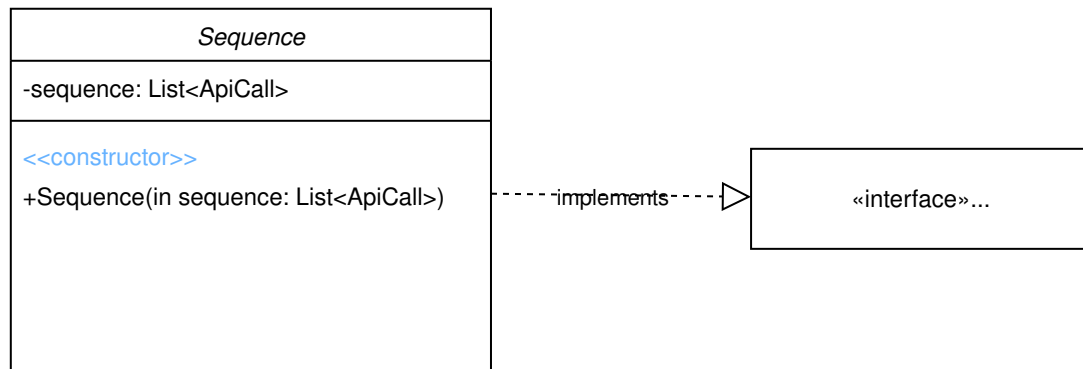 Sequence
-sequence: List<ApiCall>
<<constructor>>
+Sequence(in sequence: List<ApiCall>)
implements
«interface»...